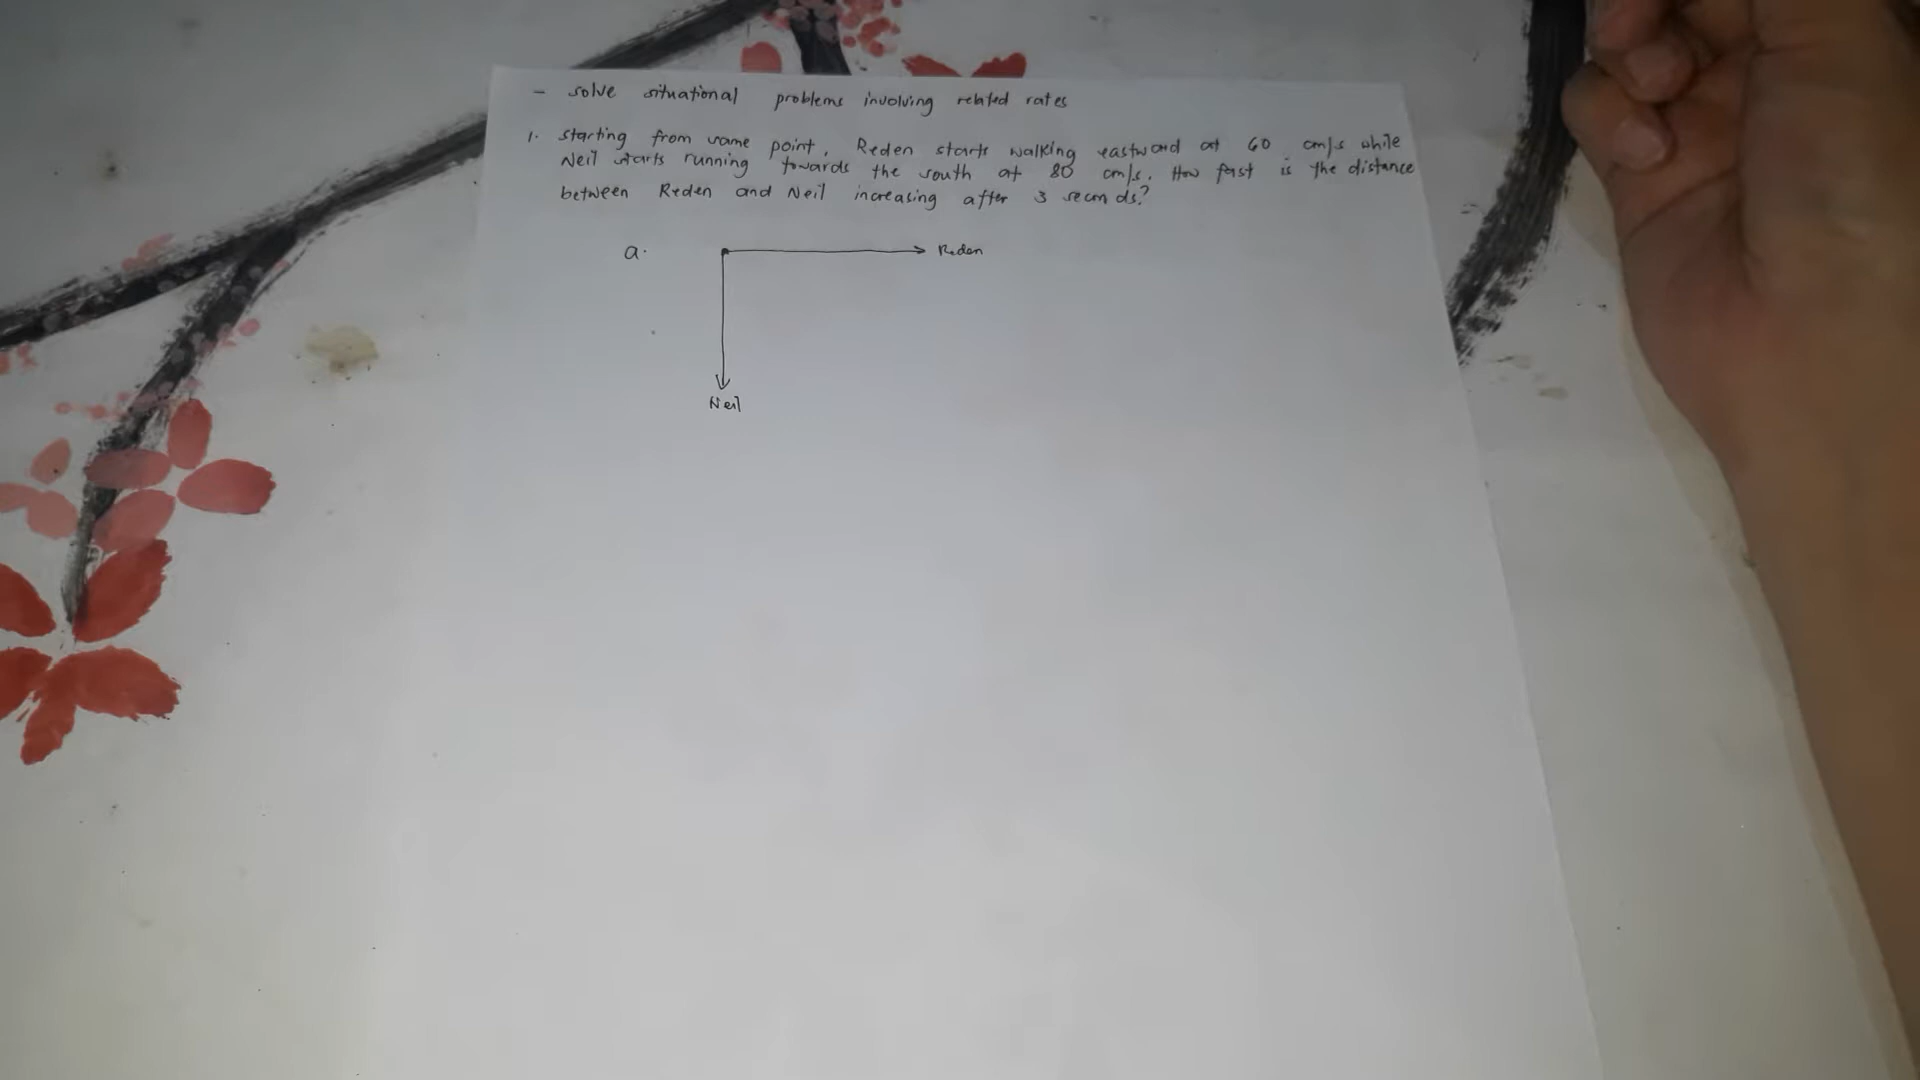 - solve situational problems involving related rates
1. starting from same point, Reden starts walking eastward at 60 cm/s while
Neil starts running towards the south at 80 cm/s. How fast is the distance
between Reden and Neil increasing after 3 seconds?
a. Reden
Neil